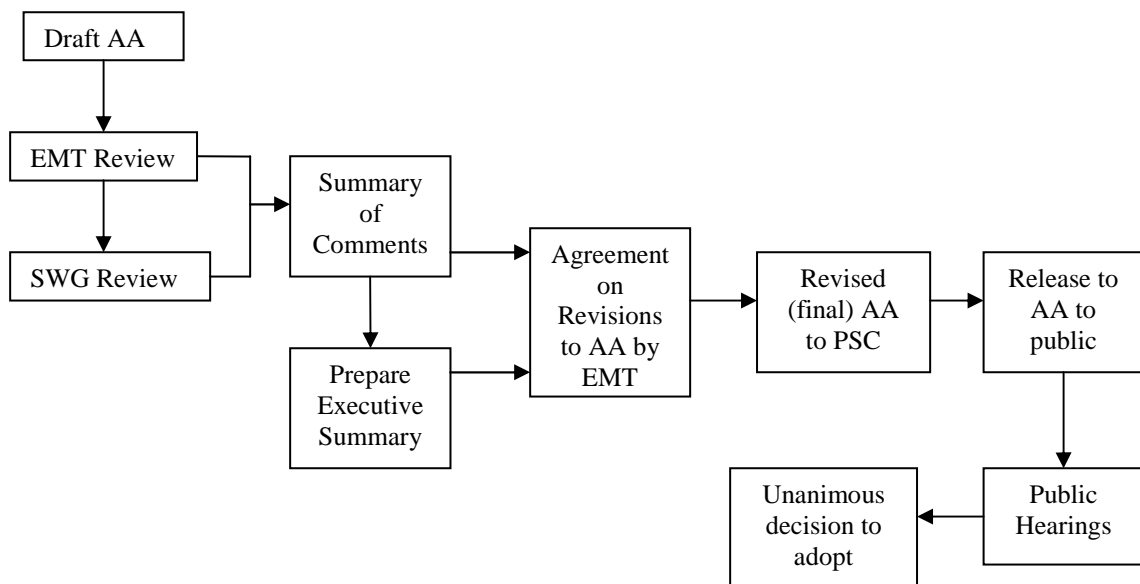 Draft AA
EMT Review
SWG Review
Summary
of
Comments
Prepare
Executive
Summary
Agreement
on
Revisions
to AA by
EMT
Revised
(final) AA
to PSC
Release to
AA to
public
Public
Hearings
Unanimous
decision to
adopt